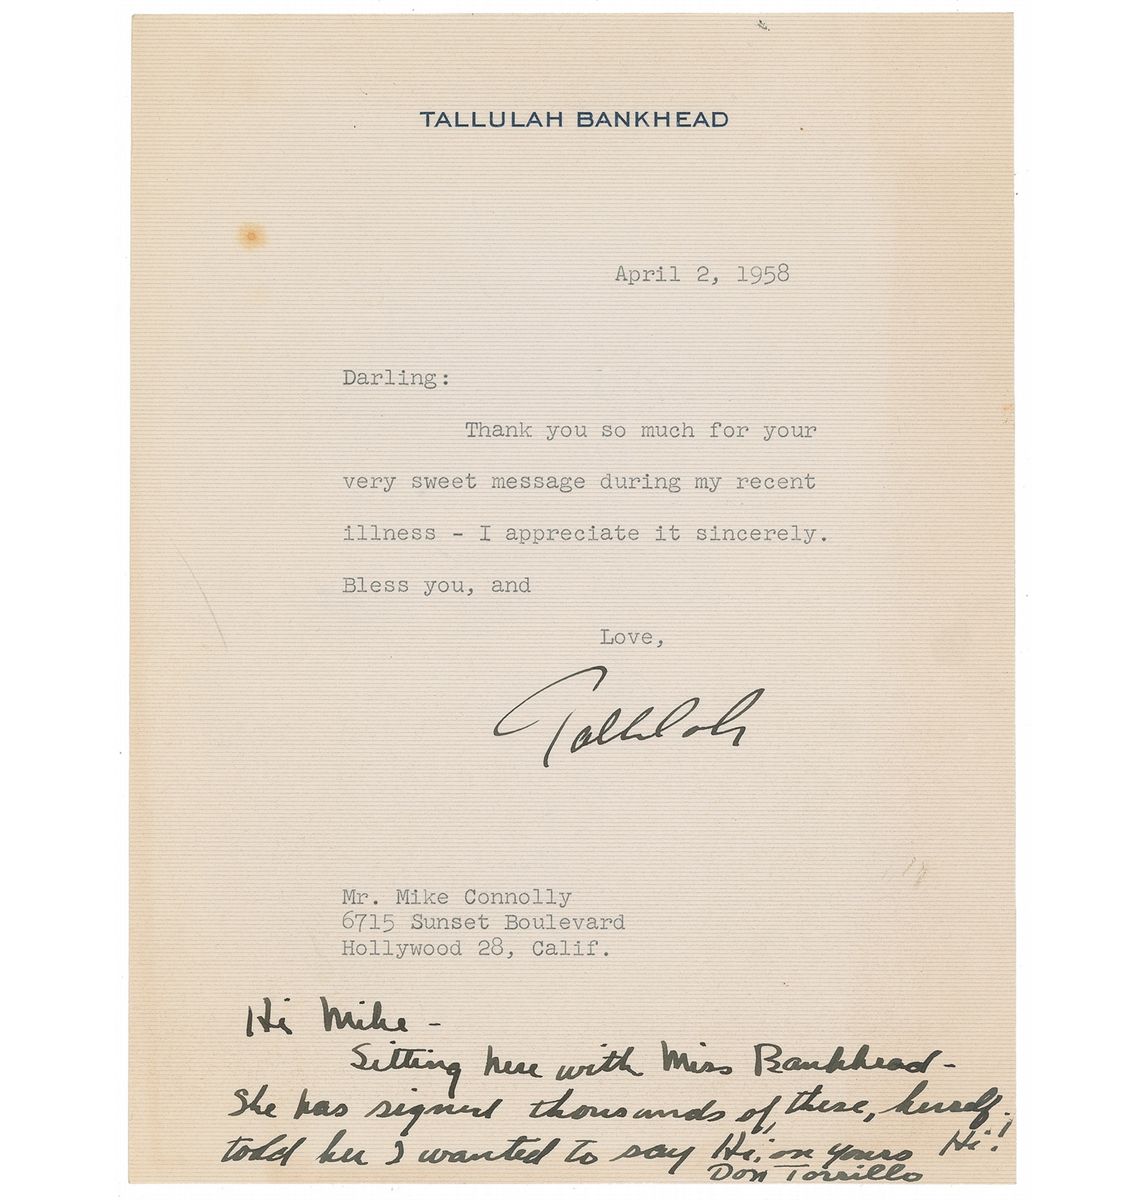 TALLULAH BANKHEAD
April 2, 1958
Darling:
Thank you so much for your
very sweet message during my recent
illness - I appreciate it sincerely.
Bless you, and
Love,
Tallulah
Mr. Mike Connolly
6715 Sunset Boulevard
Hollywood 28, Calif.
Hi Mike -
Sitting here with Miss Bankhead -
She has signed thousands of these, herself.
told her I wanted to say Hi, on yours Hi!
Don Torrillo